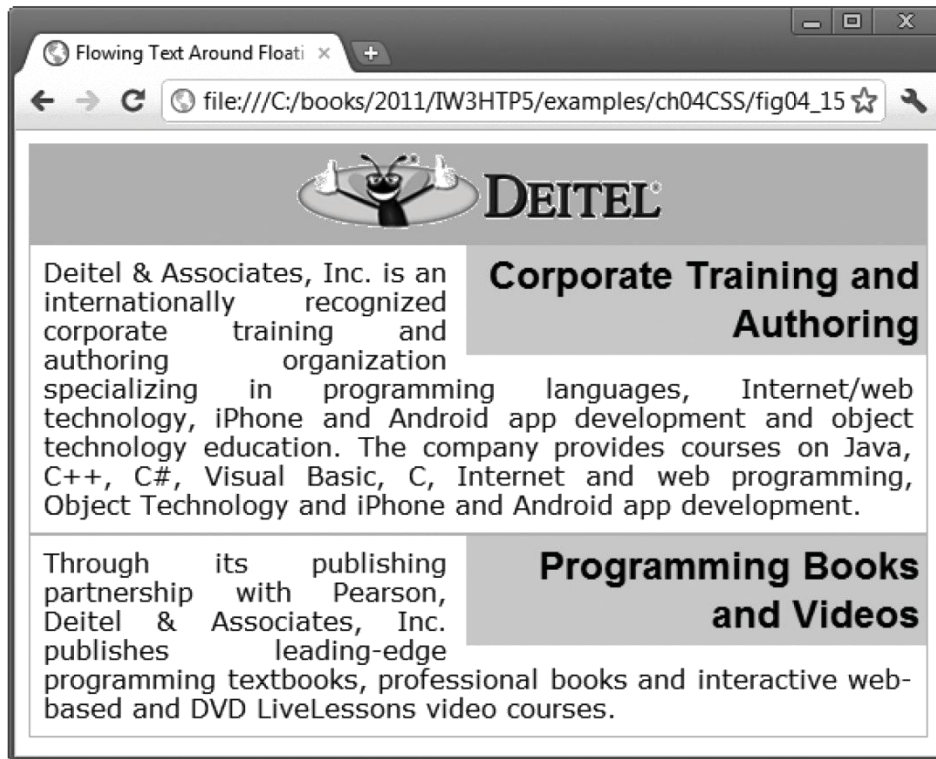 Flowing Text Around Floati
file:///C:/books/2011/IW3HTP5/examples/ch04CSS/fig04_15
DEITEL®
Corporate Training and
Authoring
Deitel & Associates, Inc. is an
internationally recognized
corporate training and
authoring organization
specializing in programming languages, Internet/web
technology, iPhone and Android app development and object
technology education. The company provides courses on Java,
C++, C#, Visual Basic, C, Internet and web programming,
Object Technology and iPhone and Android app development.
Programming Books
and Videos
Through its publishing
partnership with Pearson,
Deitel & Associates, Inc.
publishes leading-edge
programming textbooks, professional books and interactive web-
based and DVD LiveLessons video courses.